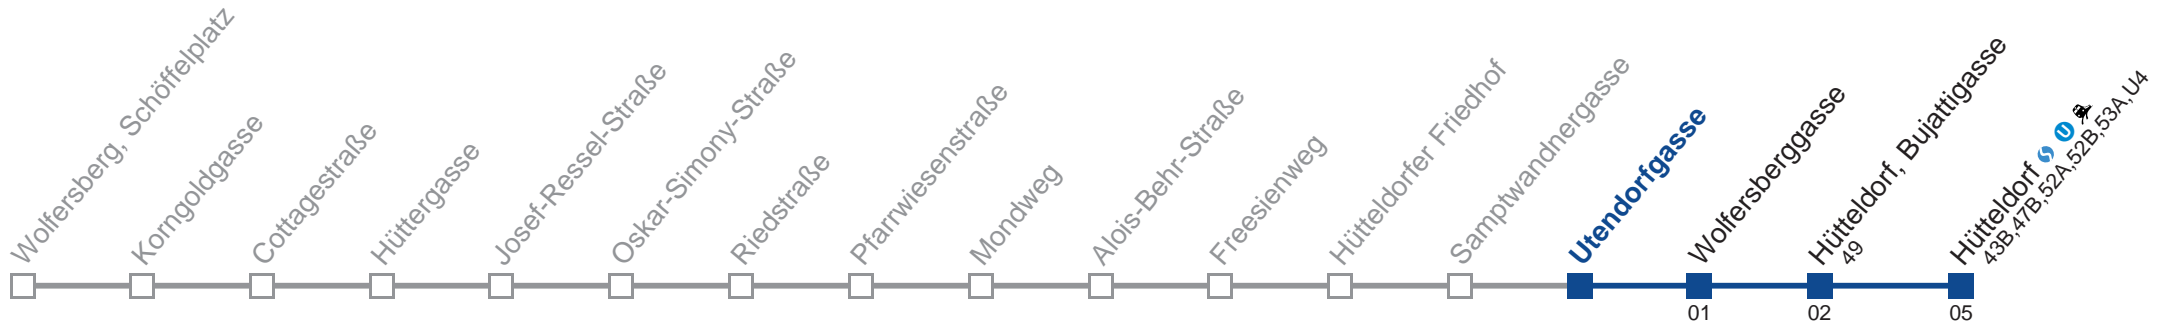 Wolfersberg, Schöffelplatz
Korngoldgasse
Cottagestraße
Hüttergasse
Josef-Ressel-Straße
Oskar-Simony-Straße
Riedstraße
Pfarrwiesenstraße
Mondweg
Alois-Behr-Straße
Freesienweg
Hütteldorfer Friedhof
Samptwandnergasse
Utendorfgasse
Wolfersberggasse
01
Hütteldorf, Bujattigasse
49
02
Hütteldorf U
43B,47B,52A,52B,53A,U4
05